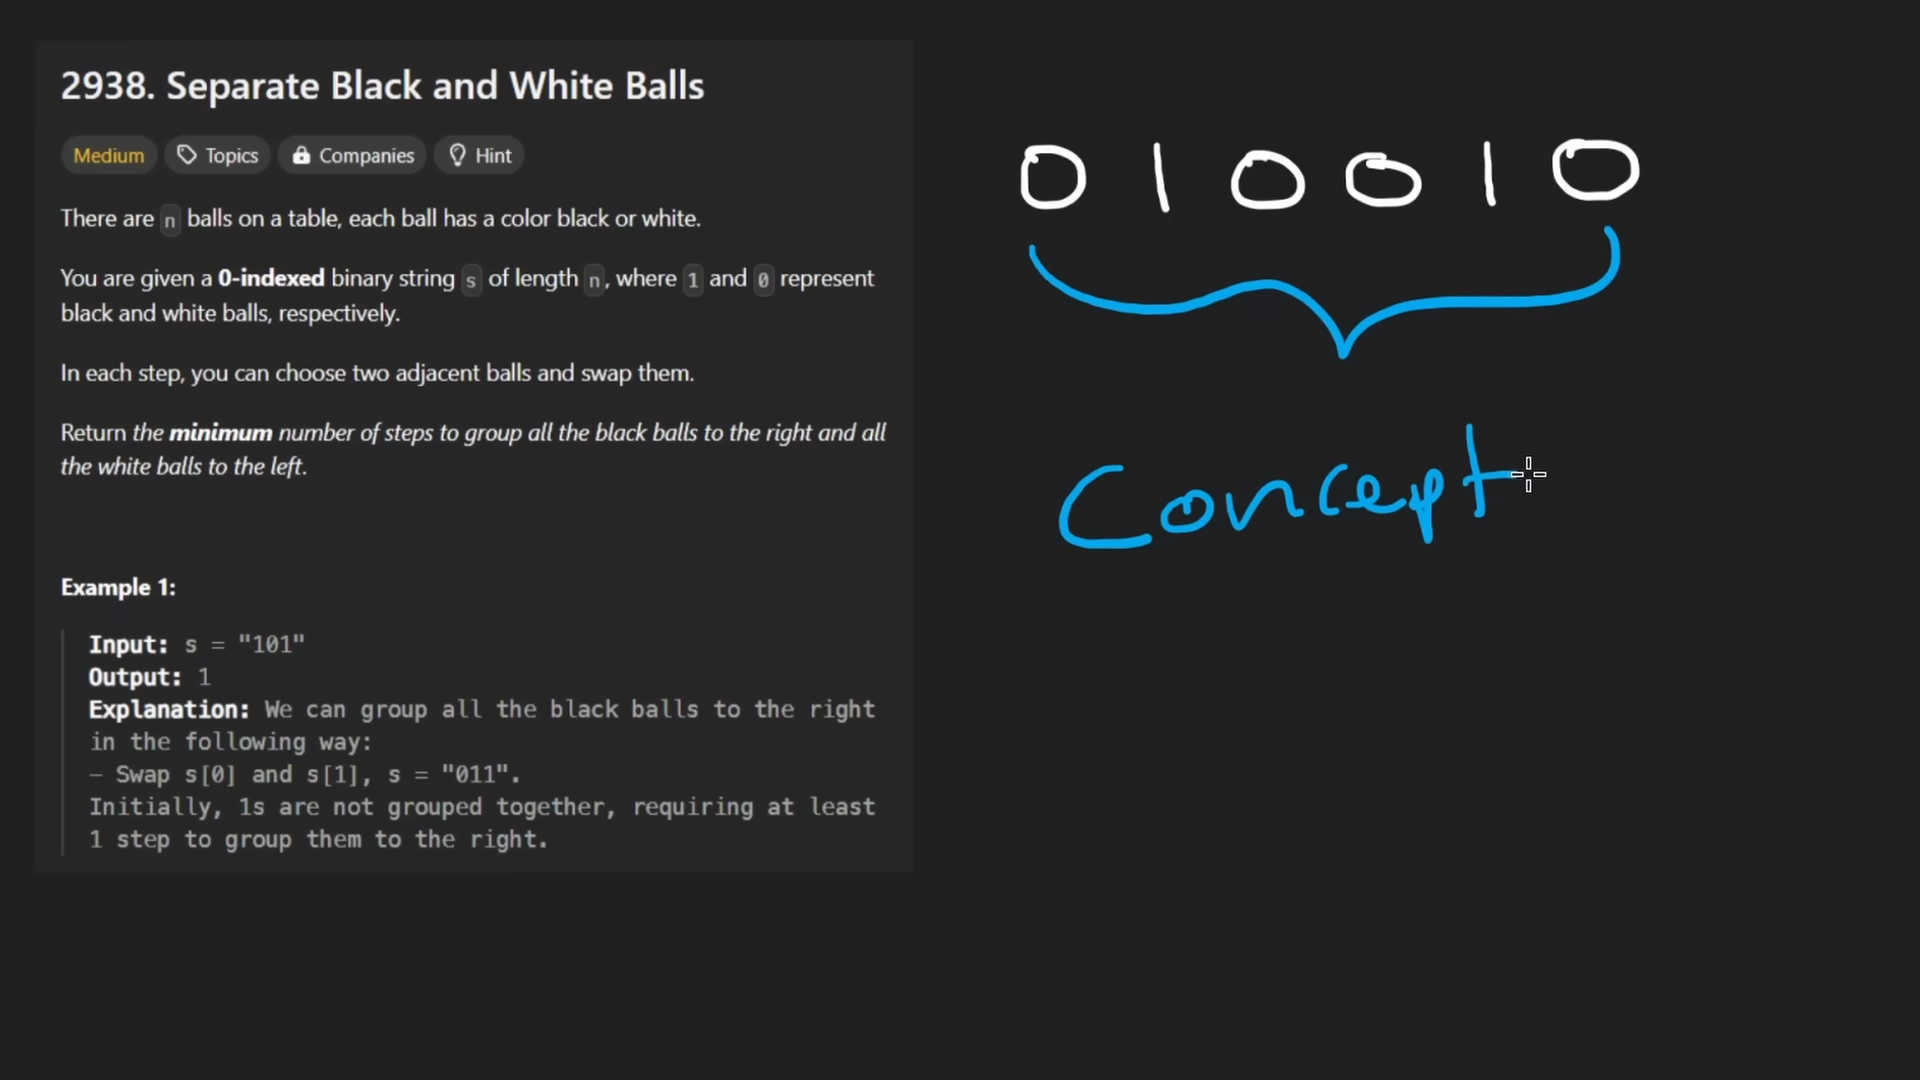 2938. Separate Black and White Balls
Medium Topics Companies Hint
There are n balls on a table, each ball has a color black or white.
You are given a 0-indexed binary string s of length n, where 1 and 0 represent
black and white balls, respectively.
In each step, you can choose two adjacent balls and swap them.
Return the minimum number of steps to group all the black balls to the right and all
the white balls to the left.
Example 1:
Input: s = "101"
Output: 1
Explanation: We can group all the black balls to the right
in the following way:
- Swap s[0] and s[1], s = "011".
Initially, 1s are not grouped together, requiring at least
1 step to group them to the right.
0 1 0 0 1 0
Concept